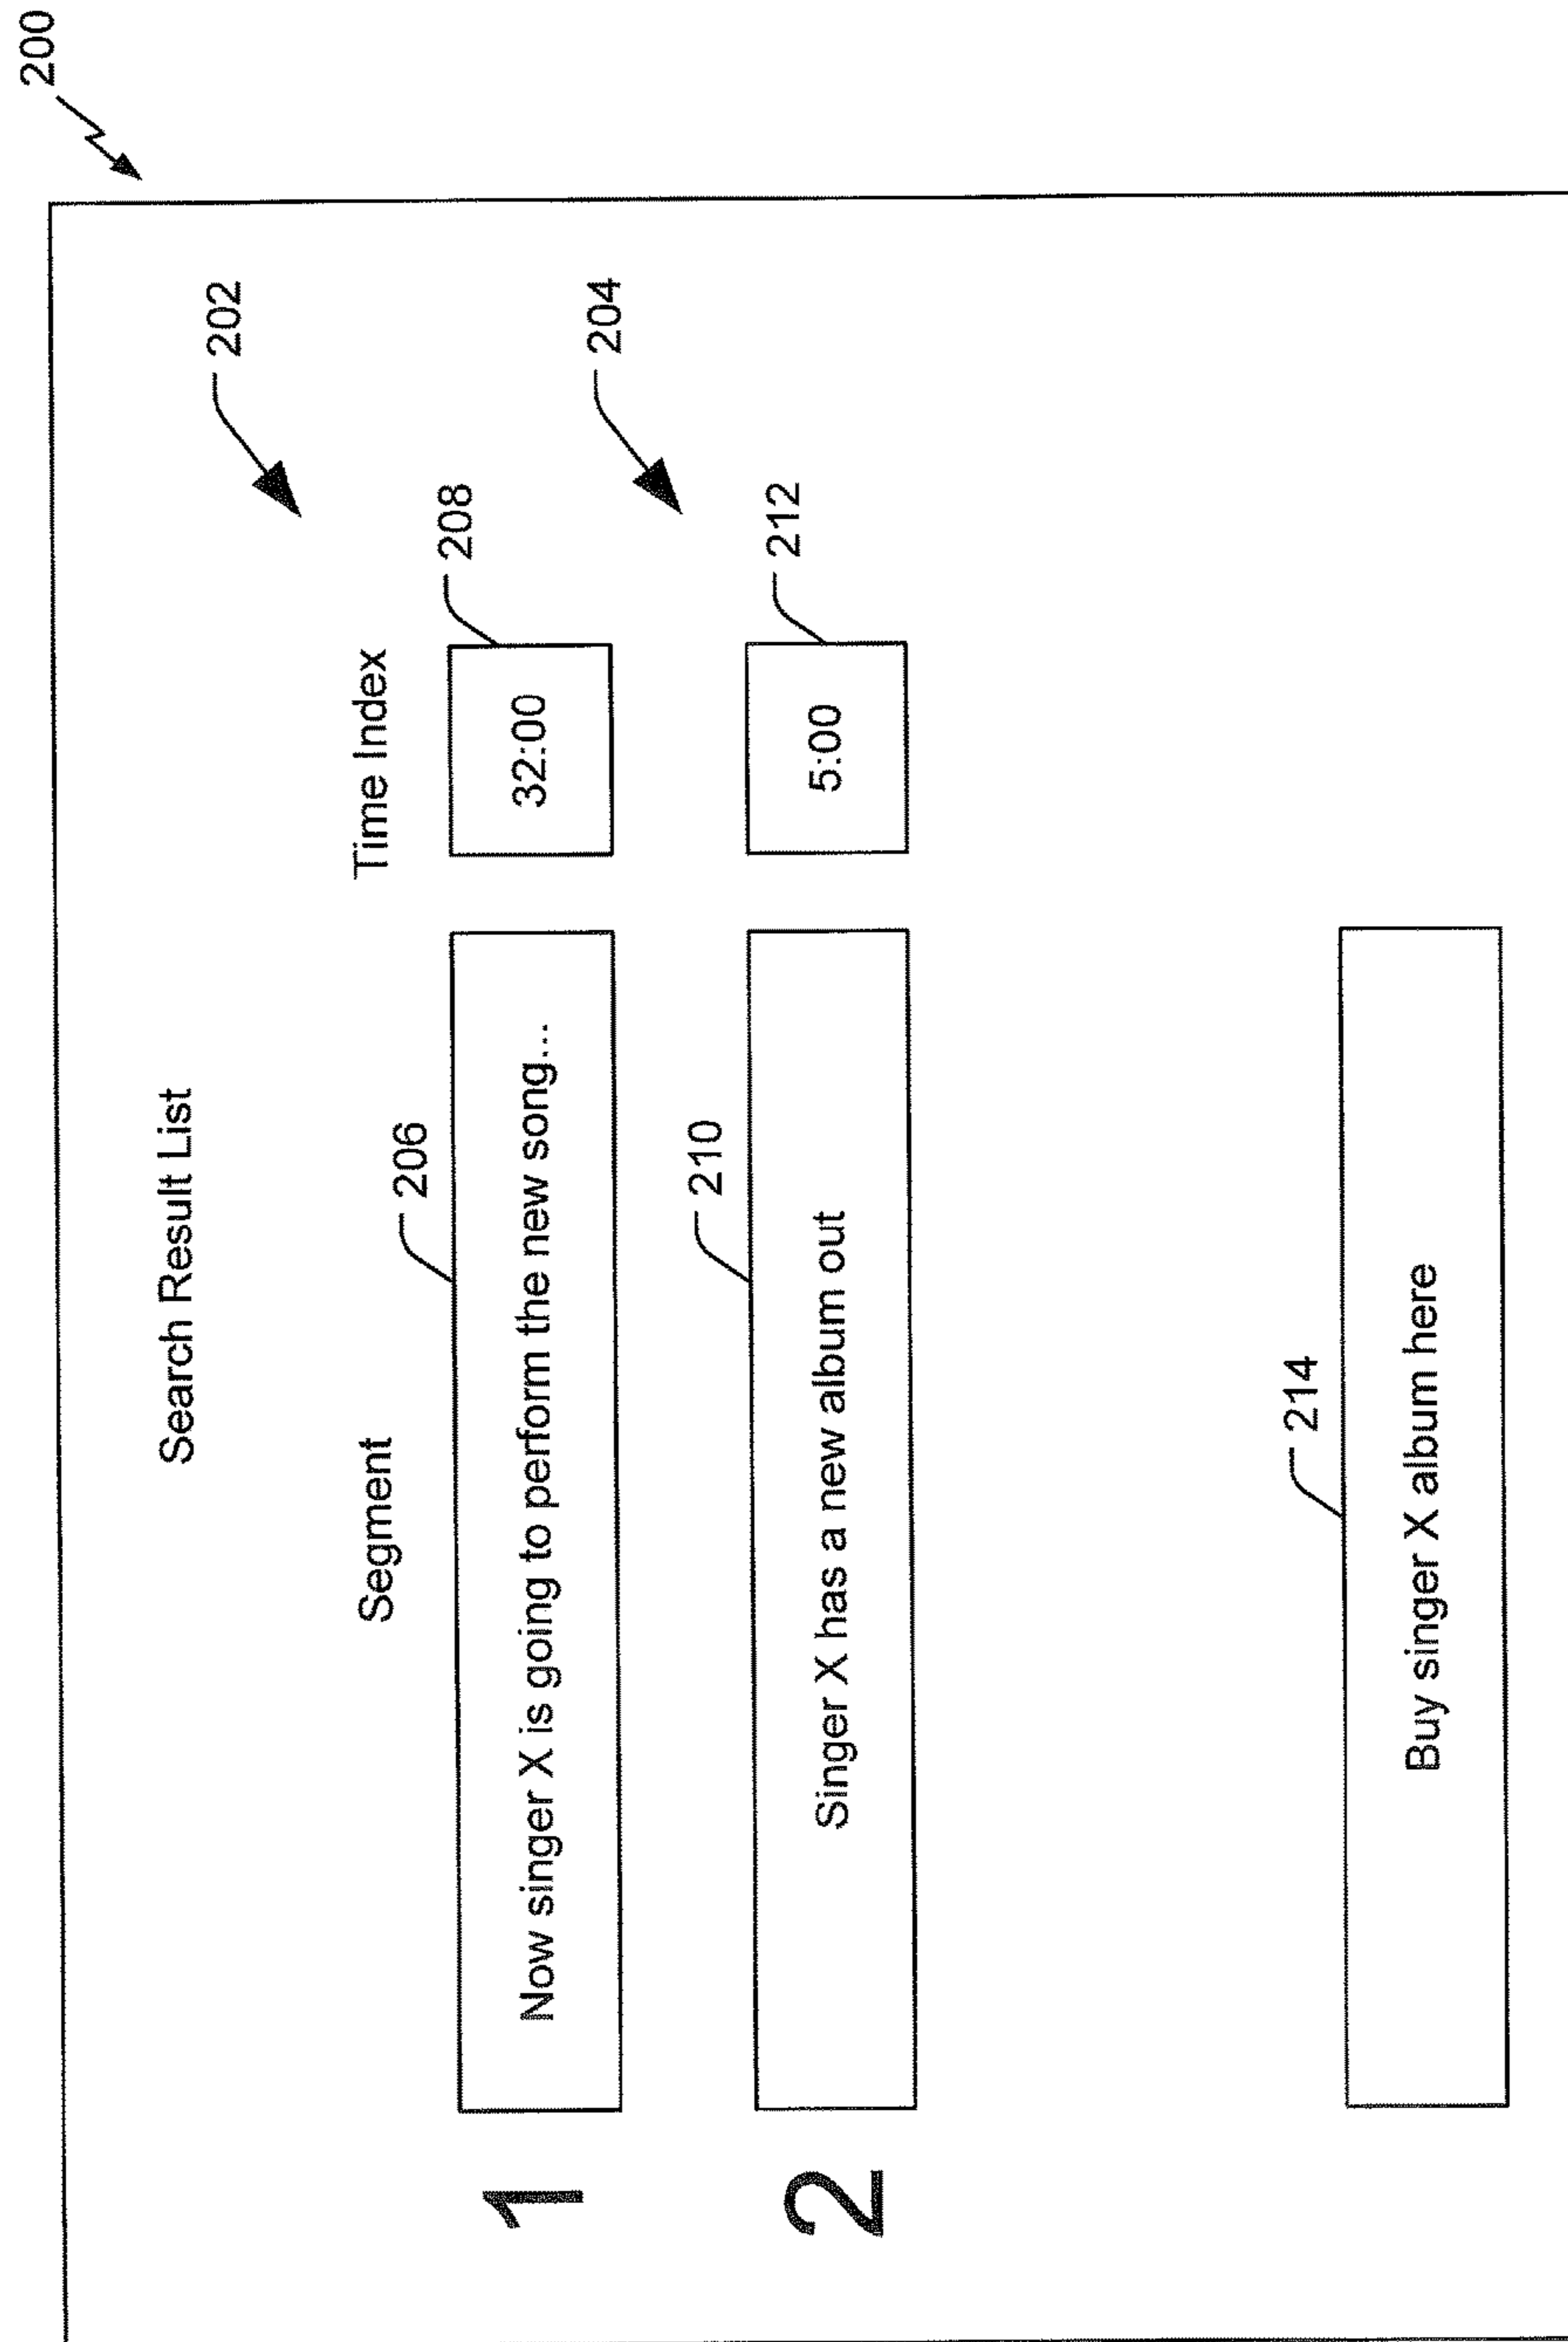 200
Search Result List
202
Segment
Time Index
206
208
1
Now singer X is going to perform the new song...
32:00
204
210
212
2
Singer X has a new album out
5:00
214
Buy singer X album here